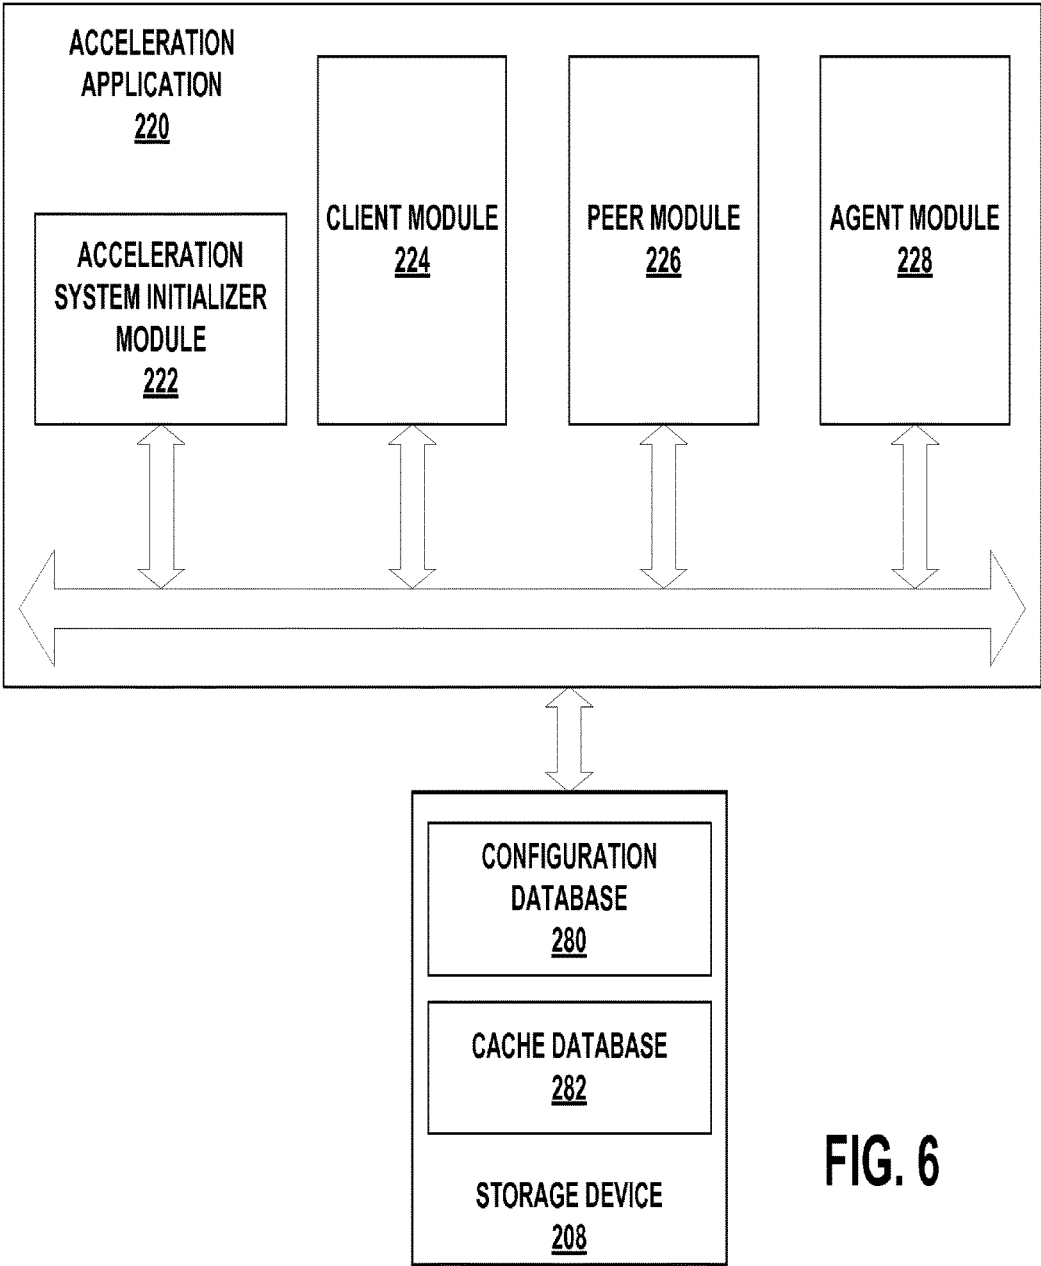 ACCELERATION
APPLICATION
220
ACCELERATION
SYSTEM INITIALIZER
MODULE
222
CLIENT MODULE
224
PEER MODULE
226
AGENT MODULE
228
CONFIGURATION
DATABASE
280
CACHE DATABASE
282
STORAGE DEVICE
208
FIG. 6